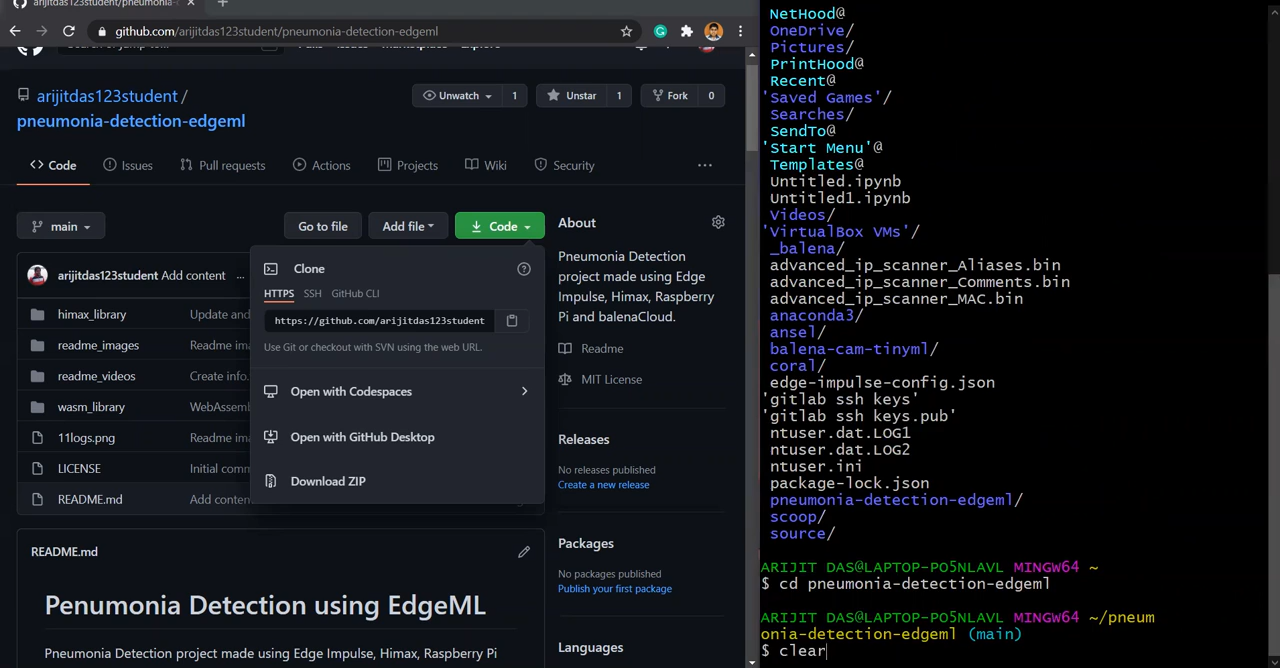 arijitdas123student/pneumonia-
github.com/arijitdas123student/pneumonia-detection-edgeml
arijitdas123student /
pneumonia-detection-edgeml
Unwatch 1
Unstar 1
Fork 0
Code
Issues
Pull requests
Actions
Projects
Wiki
Security
main
Go to file
Add file
Code
arijitdas123student Add content ...
himax_library Update and
readme_images Readme ima
readme_videos Create info.
wasm_library WebAssemb
11logs.png Readme ima
LICENSE Initial comm
README.md Add conten
Clone
HTTPS SSH GitHub CLI
https://github.com/arijitdas123student
Use Git or checkout with SVN using the web URL.
Open with Codespaces
Open with GitHub Desktop
Download ZIP
README.md
Penumonia Detection using EdgeML
Pneumonia Detection project made using Edge Impulse, Himax, Raspberry Pi
About
Pneumonia Detection
project made using Edge
Impulse, Himax, Raspberry
Pi and balenaCloud.
Readme
MIT License
Releases
No releases published
Create a new release
Packages
No packages published
Publish your first package
Languages
NetHood@
OneDrive/
Pictures/
PrintHood@
Recent@
'Saved Games'/
Searches/
SendTo@
'Start Menu'@
Templates@
Untitled.ipynb
Untitled1.ipynb
Videos/
'VirtualBox VMs'/
_balena/
advanced_ip_scanner_Aliases.bin
advanced_ip_scanner_Comments.bin
advanced_ip_scanner_MAC.bin
anaconda3/
ansel/
balena-cam-tinyml/
coral/
edge-impulse-config.json
'gitlab ssh keys'
'gitlab ssh keys.pub'
ntuser.dat.LOG1
ntuser.dat.LOG2
ntuser.ini
package-lock.json
pneumonia-detection-edgeml/
scoop/
source/
ARIJIT DAS@LAPTOP-PO5NLAVL MINGW64 ~
$ cd pneumonia-detection-edgeml
ARIJIT DAS@LAPTOP-PO5NLAVL MINGW64 ~/pneum
onia-detection-edgeml (main)
$ clear